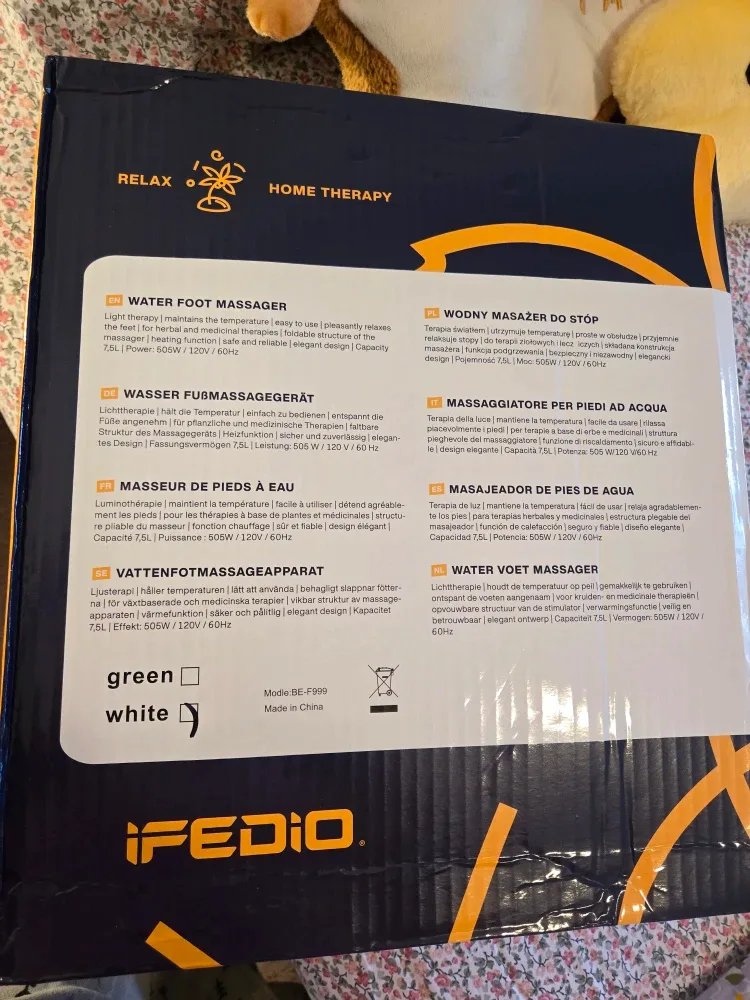 RELAX
HOME THERAPY
EN WATER FOOT MASSAGER
Light therapy | maintains the temperature | easy to use | pleasantly relaxes
the feet | for herbal and medicinal therapies | foldable structure of the
massager | heating function | safe and reliable | elegant design | Capacity
7,5L | Power: 505W / 120V / 60Hz
DE WASSER FUßMASSAGEGERÄT
Lichttherapie | hält die Temperatur | einfach zu bedienen | entspannt die
Füße angenehm | für pflanzliche und medizinische Therapien | faltbare
Struktur des Massagegeräts | Heizfunktion | sicher und zuverlässig | elegan-
tes Design | Fassungsvermögen 7,5L | Leistung: 505 W / 120 V / 60 Hz
FR MASSEUR DE PIEDS À EAU
Luminothérapie | maintient la température | facile à utiliser | détend agréable-
ment les pieds | pour les thérapies à base de plantes et médicinales | structu-
re pliable du masseur | fonction chauffage | sûr et fiable | design élégant |
Capacité 7,5L | Puissance : 505W / 120V / 60Hz
SE VATTENFOTMASSAGEAPPARAT
Ljusterapi | håller temperaturen | lätt att använda | behagligt slappnar fötter-
na | för växtbaserade och medicinska terapier | vikbar struktur av massage-
apparaten | värmefunktion | säker och pålitlig | elegant design | Kapacitet
7,5L | Effekt: 505W / 120V / 60Hz
PL WODNY MASAŻER DO STÓP
Terapia światłem | utrzymuje temperaturę | proste w obsłudze | przyjemnie
relaksuje stopy | do terapii ziołowych i lecz iczych | składana konstrukcja
masażera | funkcja podgrzewania | bezpieczny i niezawodny | elegancki
design | Pojemność 7,5L | Moc: 505W / 120V / 60Hz
IT MASSAGGIATORE PER PIEDI AD ACQUA
Terapia della luce | mantiene la temperatura | facile da usare | rilassa
piacevolmente i piedi | per terapie a base di erbe e medicinali | struttura
pieghevole del massaggiatore | funzione di riscaldamento | sicuro e affidabi-
le | design elegante | Capacità 7,5L | Potenza: 505 W/120 V/60 Hz
ES MASAJEADOR DE PIES DE AGUA
Terapia de luz | mantiene la temperatura | fácil de usar | relaja agradablemen-
te los pies | para terapias herbales y medicinales | estructura plegable del
masajeador | función de calefacción | seguro y fiable | diseño elegante |
Capacidad 7,5L | Potencia: 505W / 120V / 60Hz
NL WATER VOET MASSAGER
Lichttherapie | houdt de temperatuur op peil | gemakkelijk te gebruiken |
ontspant de voeten aangenaam | voor kruiden- en medicinale therapieën |
opvouwbare structuur van de stimulator | verwarmingsfunctie | veilig en
betrouwbaar | elegant ontwerp | Capaciteit 7,5L | Vermogen: 505W / 120V /
60Hz
green
white
Modle:BE-F999
Made in China
iFEDiO®